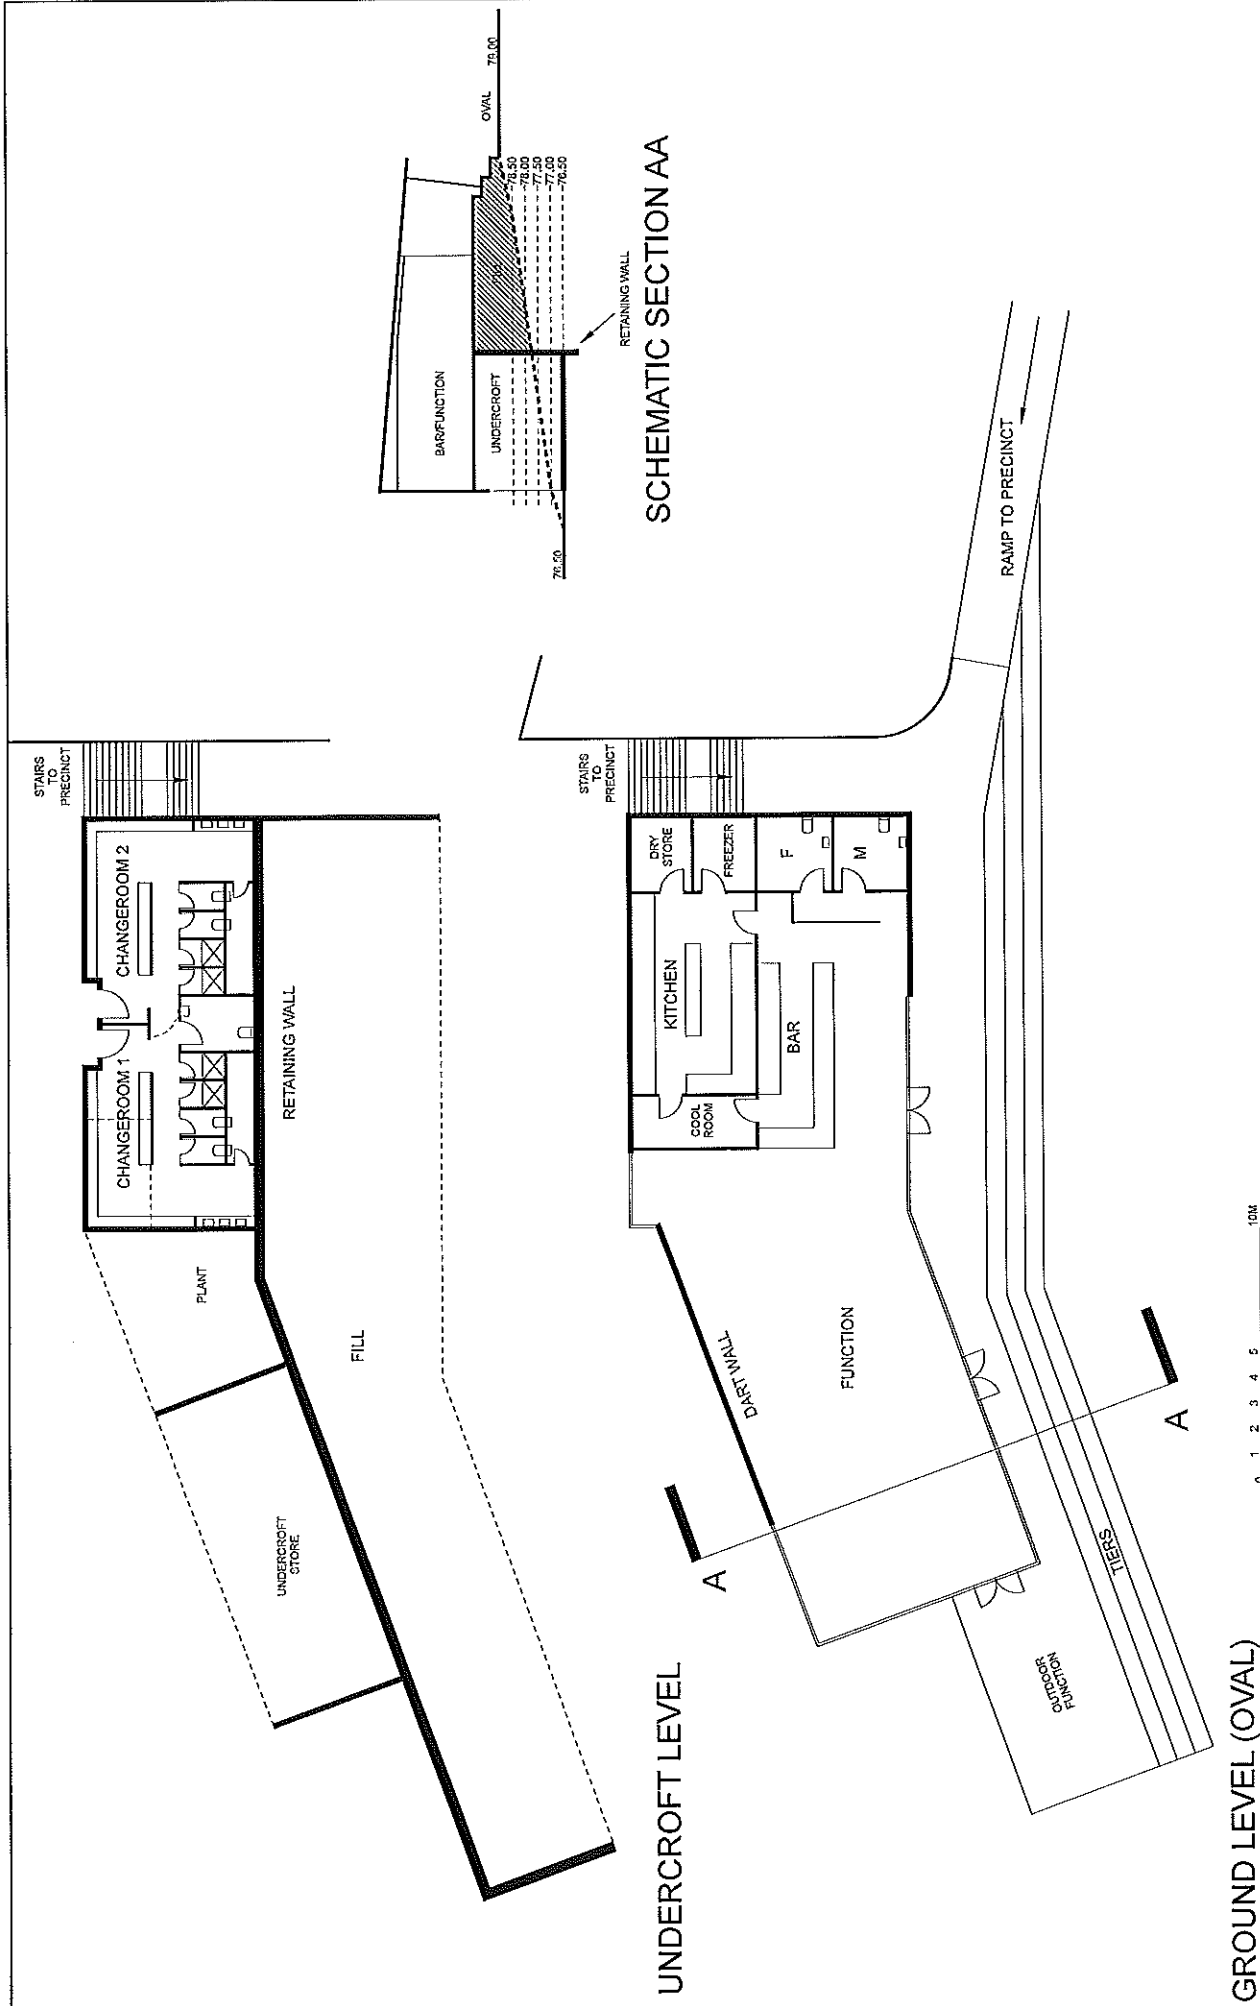 STAIRS
TO
PRECINCT
CHANGEROOM 1
CHANGEROOM 2
PLANT
RETAINING WALL
FILL
UNDERCROFT
STORE
UNDERCROFT LEVEL
BAR/FUNCTION
UNDERCROFT
OVAL
79.00
78.50
78.00
77.50
77.00
76.50
76.50
RETAINING WALL
SCHEMATIC SECTION AA
STAIRS
TO
PRECINCT
DRY
STORE
FREEZER
F
M
KITCHEN
BAR
COOL
ROOM
DART WALL
FUNCTION
RAMP TO PRECINCT
A
A
TIERS
OUTDOOR
FUNCTION
GROUND LEVEL (OVAL)
0 1 2 3 4 5 10M